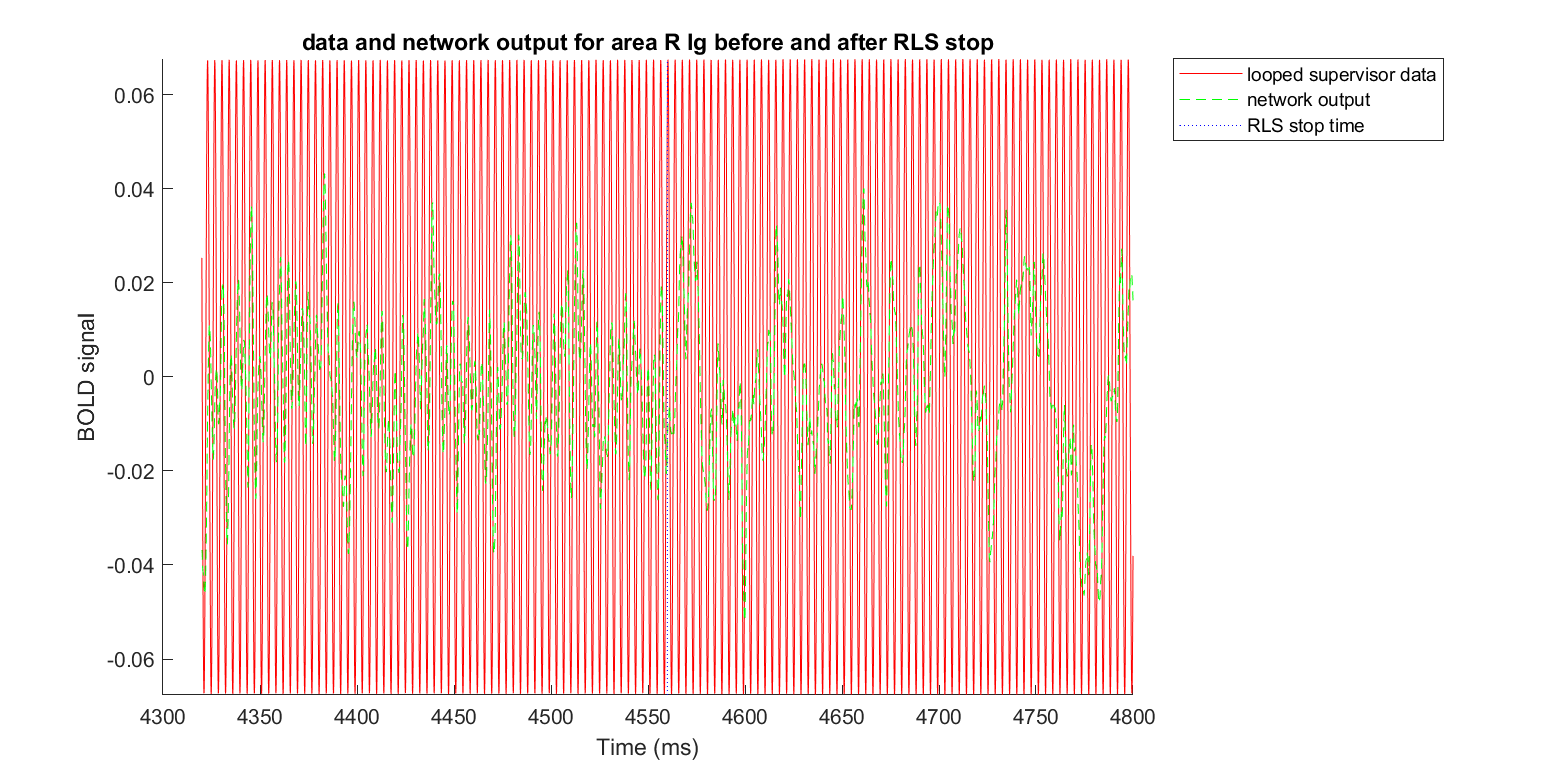 data and network output for area R Ig before and after RLS stop
looped supervisor data
network output
RLS stop time
BOLD signal
0.06
0.04
0.02
0
-0.02
-0.04
-0.06
4300 4350 4400 4450 4500 4550 4600 4650 4700 4750 4800
Time (ms)